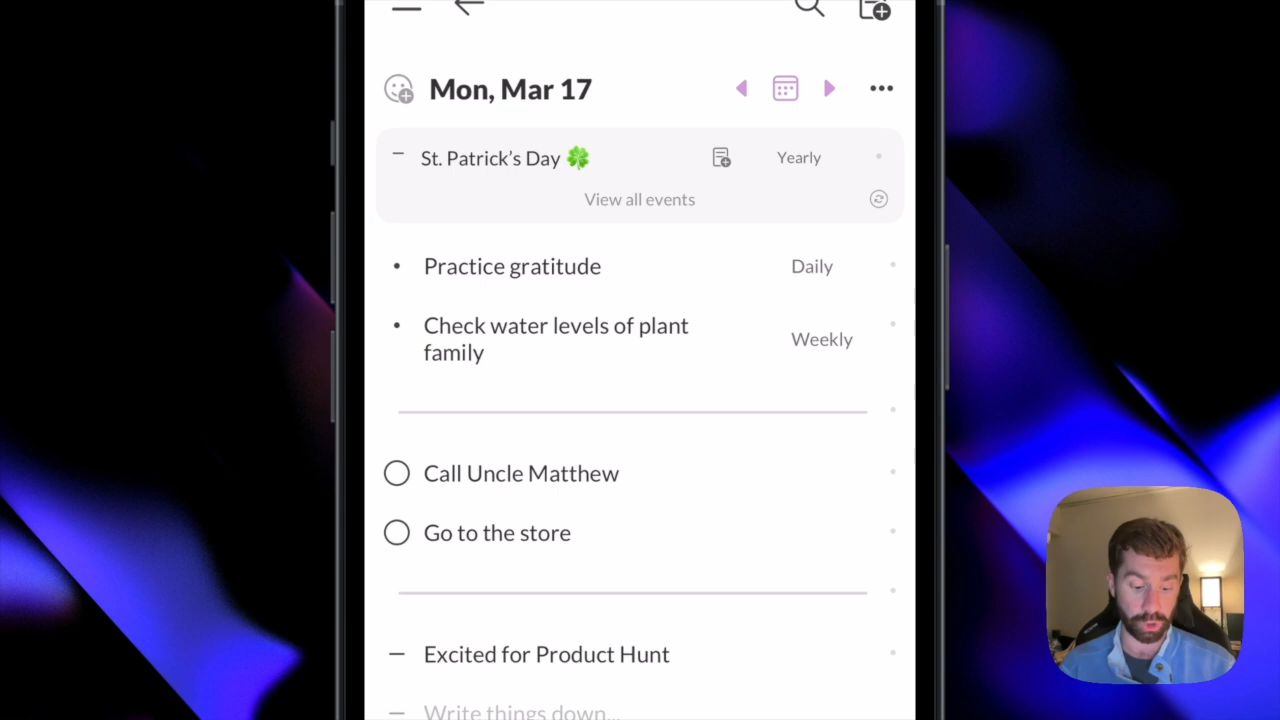 Mon, Mar 17
St. Patrick’s Day 🍀 Yearly
View all events
Practice gratitude Daily
Check water levels of plant
family
Weekly
Call Uncle Matthew
Go to the store
Excited for Product Hunt
Write things down...